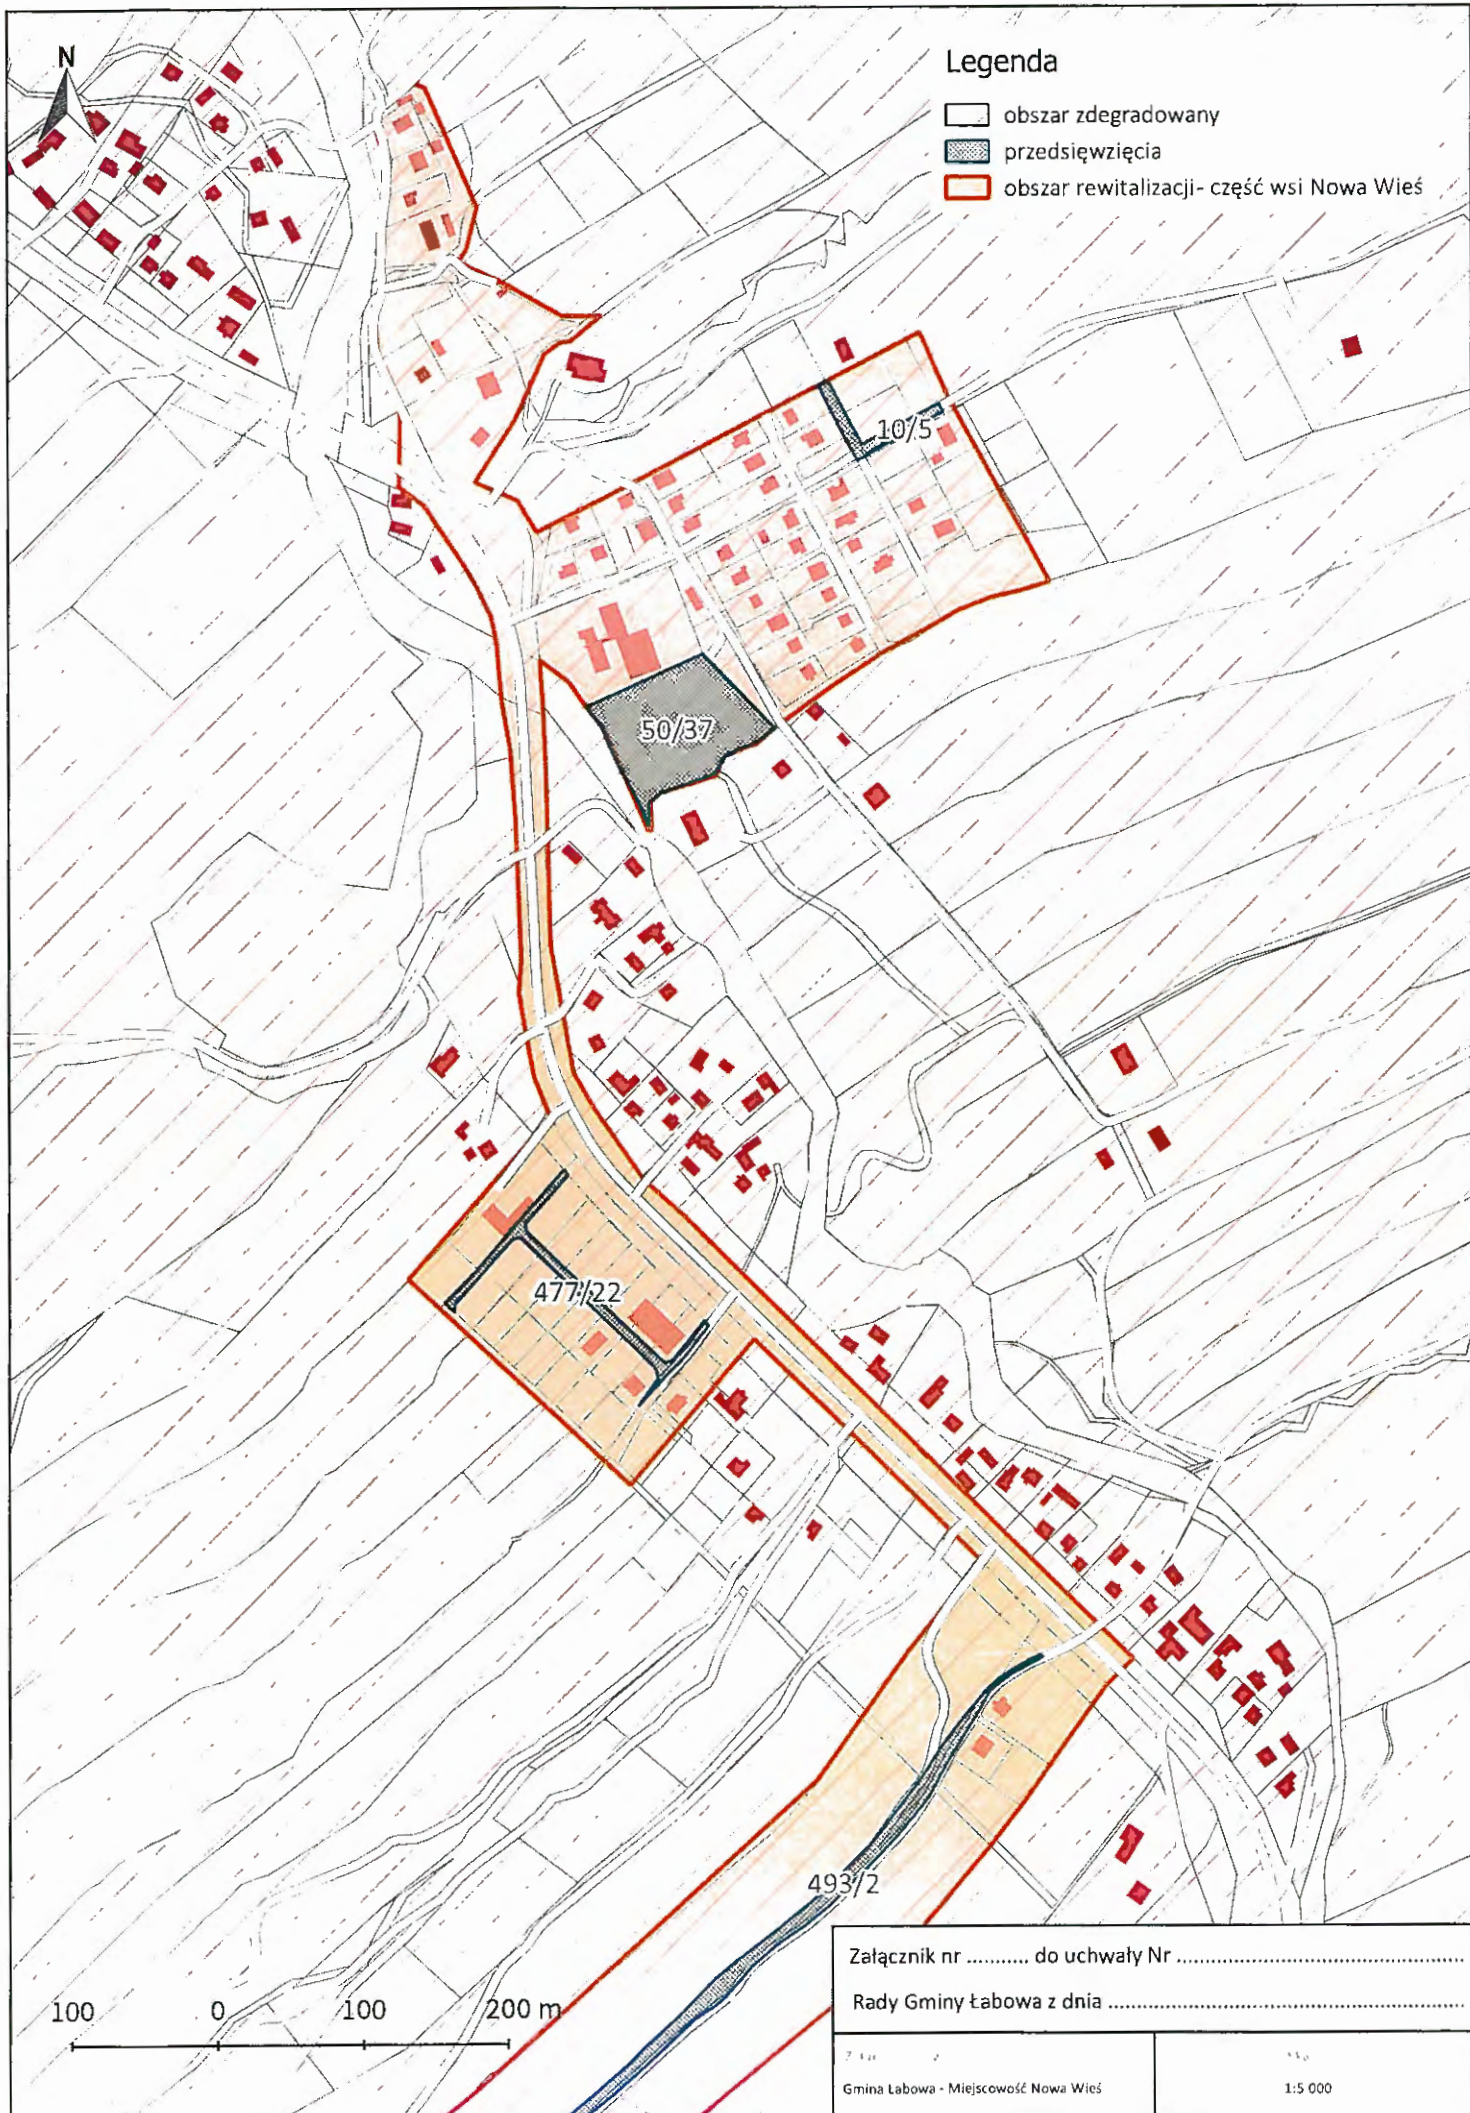 N
Legenda
obszar zdegradowany
przedsięwzięcia
obszar rewitalizacji- część wsi Nowa Wieś
10/5
50/37
477/22
493/2
100 0 100 200 m
Załącznik nr ........... do uchwały Nr ....................................................
Rady Gminy Łabowa z dnia ................................................................
Gmina Łabowa - Miejscowość Nowa Wieś
1:5 000